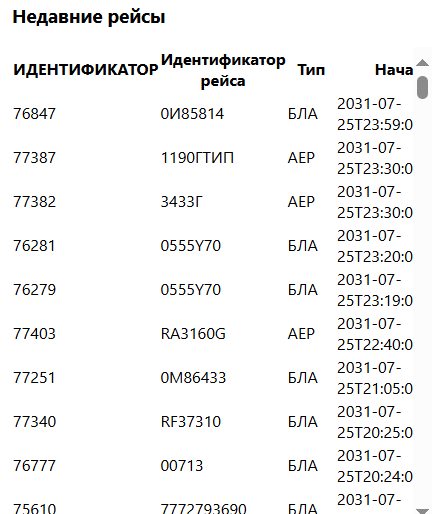 Недавние рейсы
ИДЕНТИФИКАТОР Идентификатор рейса Тип Нача
76847 0И85814 БЛА 2031-07-
25T23:59:0
77387 1190ГТИП АЕР 2031-07-
25T23:30:0
77382 3433Г АЕР 2031-07-
25T23:30:0
76281 0555Y70 БЛА 2031-07-
25T23:20:0
76279 0555Y70 БЛА 2031-07-
25T23:19:0
77403 RA3160G АЕР 2031-07-
25T22:40:0
77251 0М86433 БЛА 2031-07-
25T21:05:0
77340 RF37310 БЛА 2031-07-
25T20:25:0
76777 00713 БЛА 2031-07-
25T20:24:0
75610 7772793690 БЛА 2031-07-